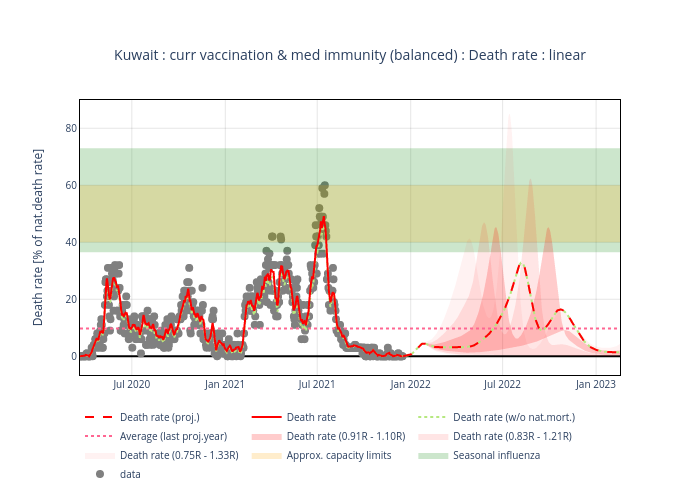 Kuwait : curr vaccination & med immunity (balanced) : Death rate : linear
Death rate [% of nat.death rate]
80
60
40
20
0
Jul 2020
Jan 2021
Jul 2021
Jan 2022
Jul 2022
Jan 2023
Death rate (proj.)
Death rate
Death rate (w/o nat.mort.)
Average (last proj.year)
Death rate (0.91R - 1.10R)
Death rate (0.83R - 1.21R)
Death rate (0.75R - 1.33R)
Approx. capacity limits
Seasonal influenza
data